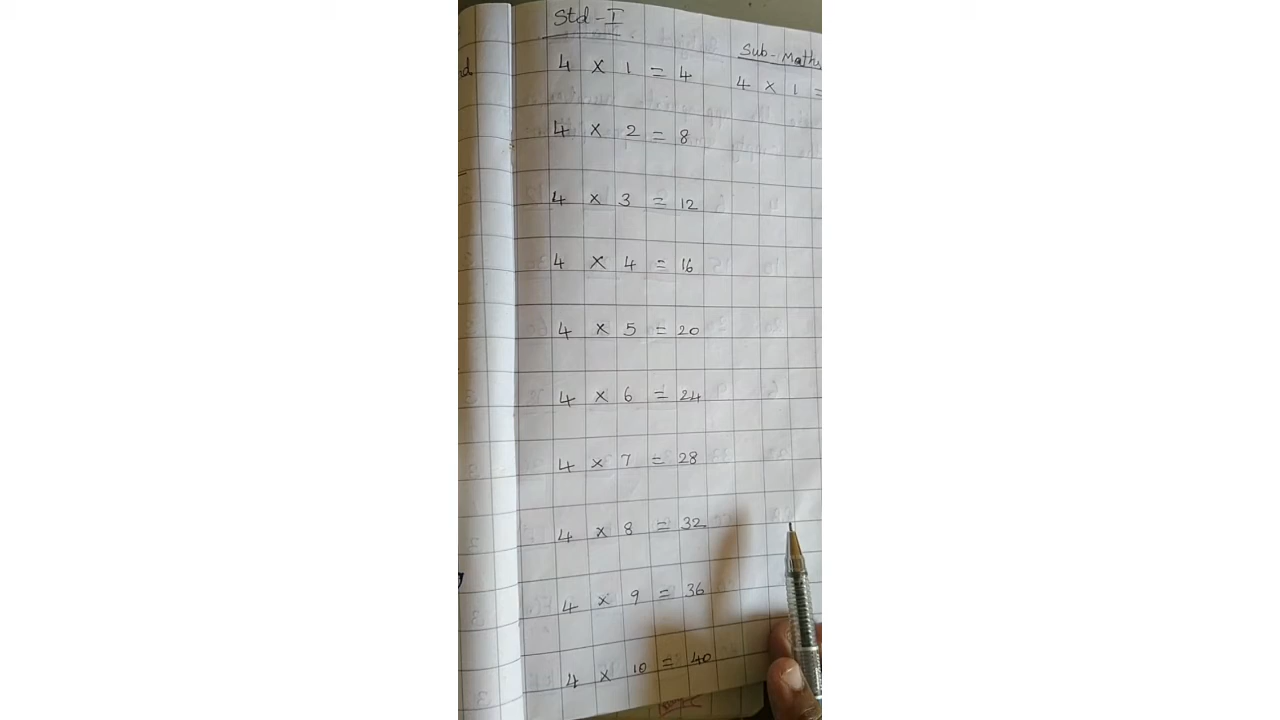 Std - I
Sub - Maths
4 × 1 = 4
4 × 1 =
4 × 2 = 8
4 × 3 = 12
4 × 4 = 16
4 × 5 = 20
4 × 6 = 24
4 × 7 = 28
4 × 8 = 32
4 × 9 = 36
4 × 10 = 40